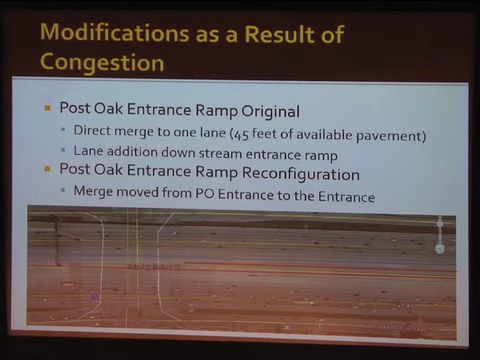 Modifications as a Result of
Congestion
Post Oak Entrance Ramp Original
Direct merge to one lane (45 feet of available pavement)
Lane addition down stream entrance ramp
Post Oak Entrance Ramp Reconfiguration
Merge moved from PO Entrance to the Entrance